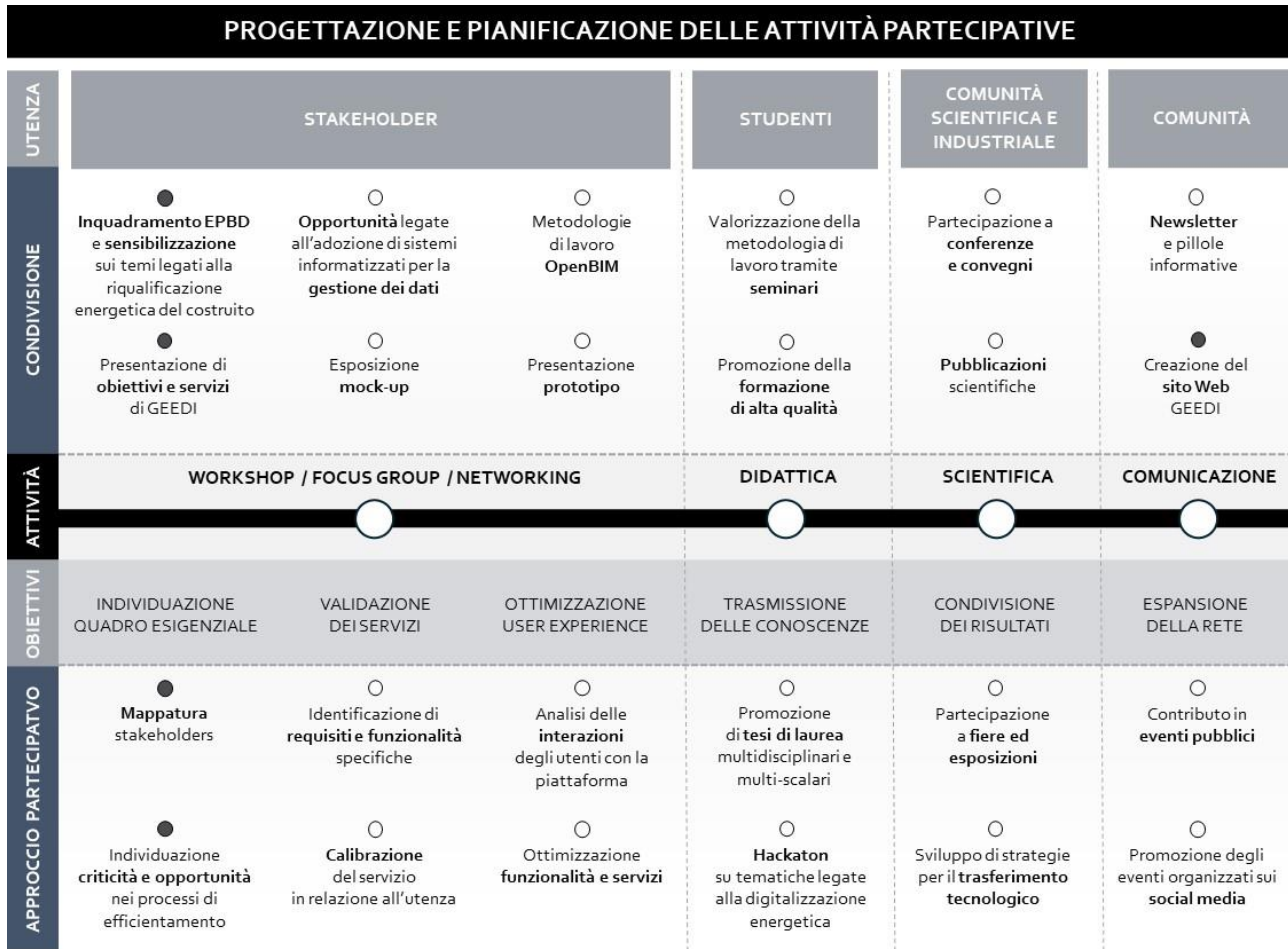 PROGETTAZIONE E PIANIFICAZIONE DELLE ATTIVITÀ PARTECIPATIVE
UTENZA
STAKEHOLDER
STUDENTI
COMUNITÀ
SCIENTIFICA E
INDUSTRIALE
COMUNITÀ
CONDIVISIONE
Inquadramento EPBD
e sensibilizzazione
sui temi legati alla
riqualificazione
energetica del costruito
Opportunità legate
all'adozione di sistemi
informatizzati per la
gestione dei dati
Metodologie
di lavoro
OpenBIM
Valorizzazione della
metodologia di
lavoro tramite
seminari
Partecipazione a
conferenze
e convegni
Newsletter
e pillole
informative
Presentazione di
obiettivi e servizi
di GEEDI
Esposizione
mock-up
Presentazione
prototipo
Promozione della
formazione
di alta qualità
Pubblicazioni
scientifiche
Creazione del
sito Web
GEEDI
ATTIVITÀ
WORKSHOP / FOCUS GROUP / NETWORKING
DIDATTICA
SCIENTIFICA
COMUNICAZIONE
OBIETTIVI
INDIVIDUAZIONE
QUADRO ESIGENZIALE
VALIDAZIONE
DEI SERVIZI
OTTIMIZZAZIONE
USER EXPERIENCE
TRASMISSIONE
DELLE CONOSCENZE
CONDIVISIONE
DEI RISULTATI
ESPANSIONE
DELLA RETE
APPROCCIO PARTECIPATVO
Mappatura
stakeholders
Identificazione di
requisiti e funzionalità
specifiche
Analisi delle
interazioni
degli utenti con la
piattaforma
Promozione
di tesi di laurea
multidisciplinari e
multi-scalari
Partecipazione
a fiere ed
esposizioni
Contributo in
eventi pubblici
Individuazione
criticità e opportunità
nei processi di
efficientamento
Calibrazione
del servizio
in relazione all'utenza
Ottimizzazione
funzionalità e servizi
Hackaton
su tematiche legate
alla digitalizzazione
energetica
Sviluppo di strategie
per il trasferimento
tecnologico
Promozione degli
eventi organizzati sui
social media